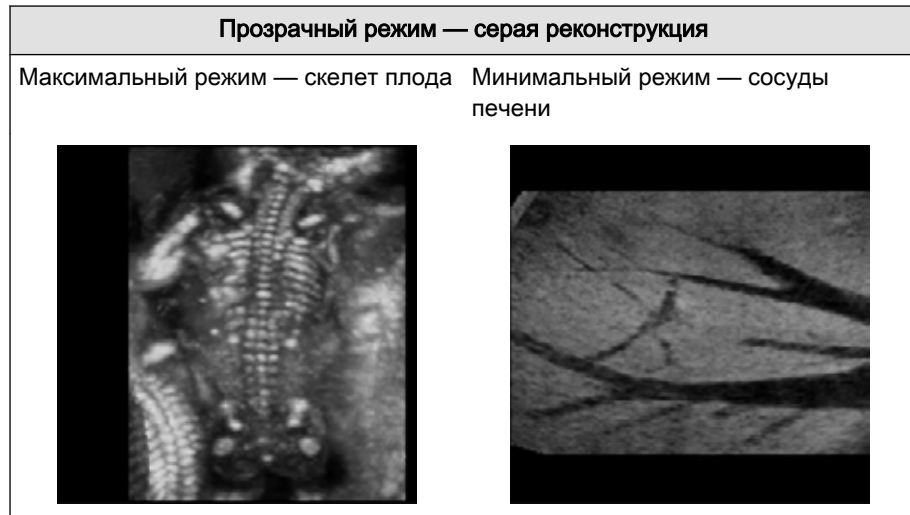 Прозрачный режим — серая реконструкция
Максимальный режим — скелет плода
Минимальный режим — сосуды
печени